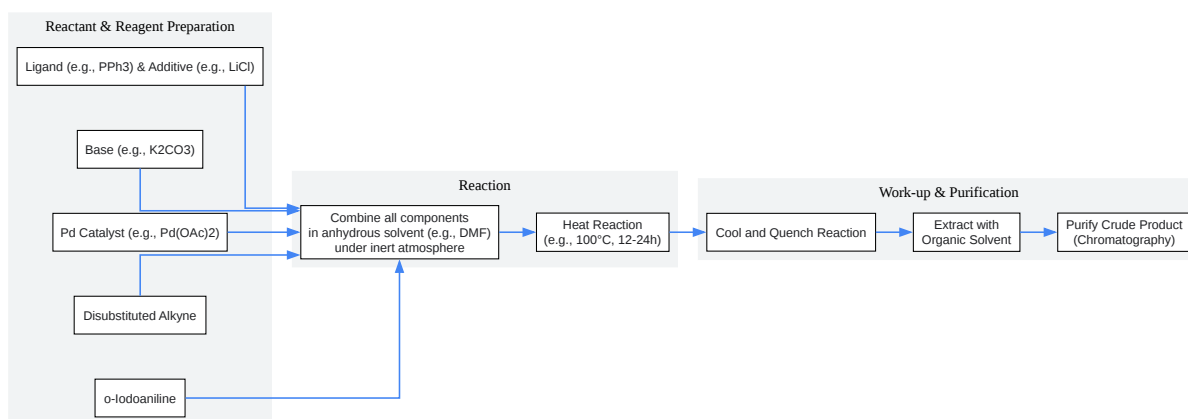 Reactant & Reagent Preparation
Ligand (e.g., PPh3) & Additive (e.g., LiCl)
Base (e.g., K2CO3)
Pd Catalyst (e.g., Pd(OAc)2)
Disubstituted Alkyne
o-Iodoaniline
Reaction
Combine all components
in anhydrous solvent (e.g., DMF)
under inert atmosphere
Heat Reaction
(e.g., 100°C, 12-24h)
Work-up & Purification
Cool and Quench Reaction
Extract with
Organic Solvent
Purify Crude Product
(Chromatography)